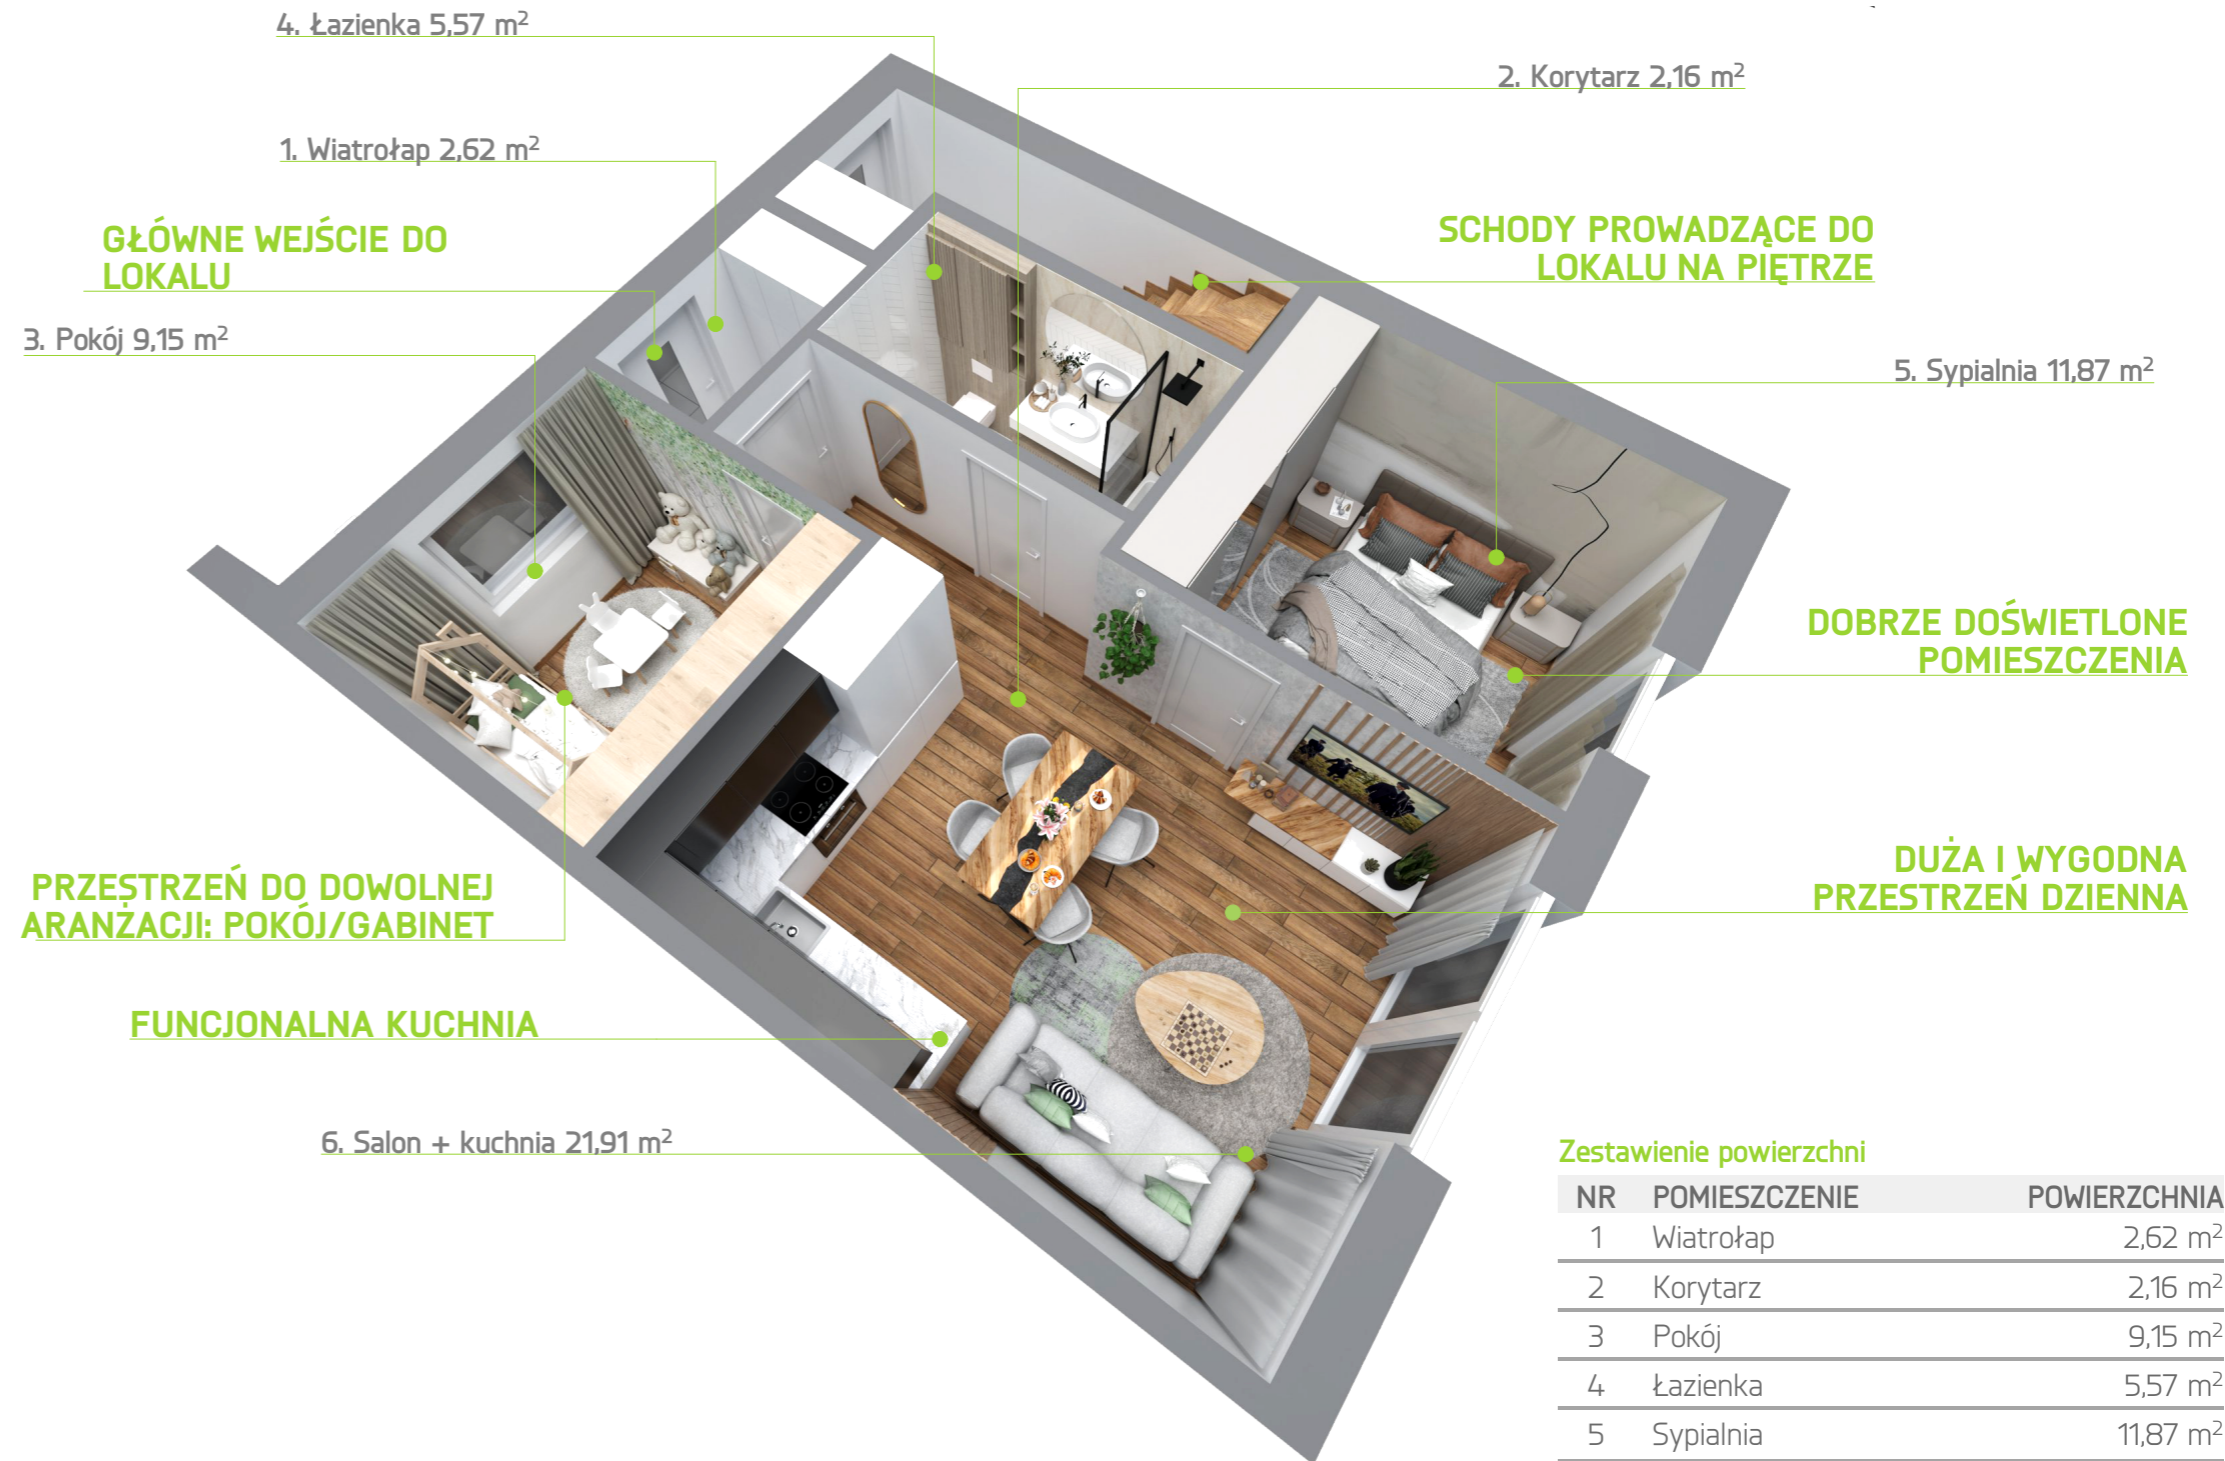 4. Łazienka 5,57 m²
2. Korytarz 2,16 m²
1. Wiatrołap 2,62 m²
GŁÓWNE WEJŚCIE DO
LOKALU
SCHODY PROWADZĄCE DO
LOKALU NA PIĘTRZE
3. Pokój 9,15 m²
5. Sypialnia 11,87 m²
DOBRZE DOŚWIETLONE
POMIESZCZENIA
DUŻA I WYGODNA
PRZESTRZEŃ DZIENNA
PRZESTRZEŃ DO DOWOLNEJ
ARANŻACJI: POKÓJ/GABINET
FUNCJONALNA KUCHNIA
6. Salon + kuchnia 21,91 m²
Zestawienie powierzchni
NR POMIESZCZENIE POWIERZCHNIA
1 Wiatrołap 2,62 m²
2 Korytarz 2,16 m²
3 Pokój 9,15 m²
4 Łazienka 5,57 m²
5 Sypialnia 11,87 m²